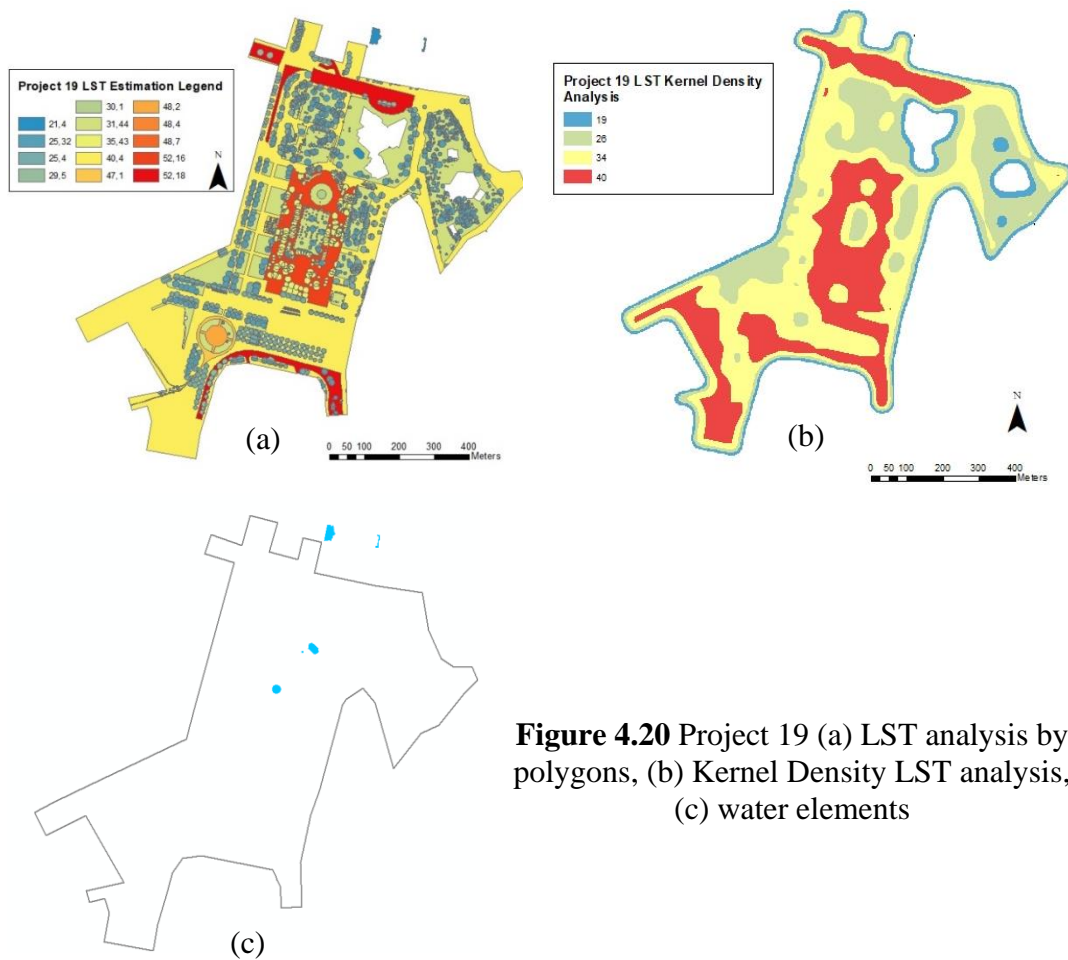 Project 19 LST Estimation Legend
21,4
25,32
25,4
29,5
30,1
31,44
35,43
40,4
47,1
48,2
48,4
48,7
52,16
52,18
N
(a)
0 50 100 200 300 400
Meters
Project 19 LST Kernel Density
Analysis
19
26
34
40
N
(b)
0 50 100 200 300 400
Meters
(c)
Figure 4.20 Project 19 (a) LST analysis by
polygons, (b) Kernel Density LST analysis,
(c) water elements